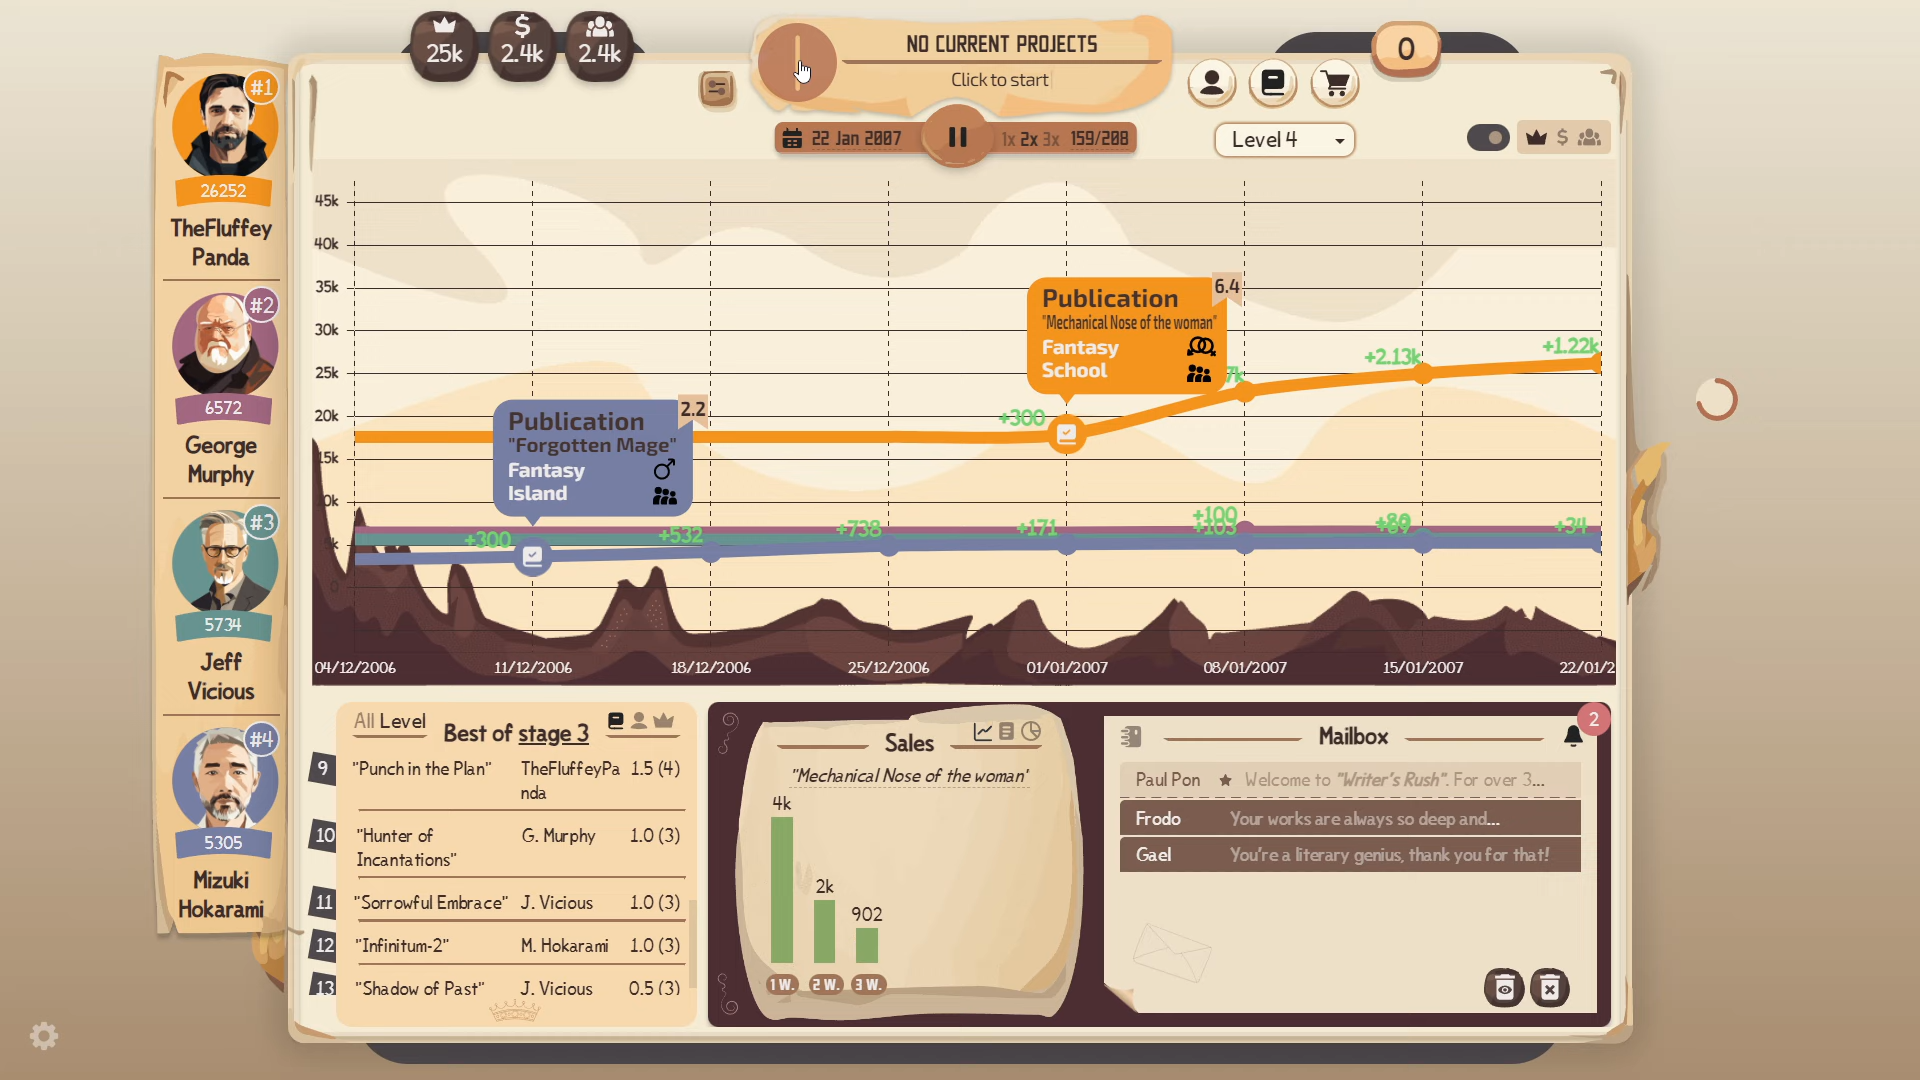 25k
$
2.4k
2.4k
NO CURRENT PROJECTS
Click to start
0
22 Jan 2007
1x 2x 3x
159/208
Level 4
$
#1
26252
TheFluffey
Panda
#2
6572
George
Murphy
#3
5734
Jeff
Vicious
#4
5305
Mizuki
Hokarami
45k
40k
35k
30k
25k
20k
15k
0
Publication
2.2
"Forgotten Mage"
Fantasy
Island
Publication
6.4
"Mechanical Nose of the woman"
Fantasy
School
+300
+532
+738
+171
+100
+103
+34
+300
7k
+2.13k
+1.22k
04/12/2006
11/12/2006
18/12/2006
25/12/2006
01/01/2007
08/01/2007
15/01/2007
22/01/2
All Level
Best of stage 3
9 "Punch in the Plan" TheFluffeyPa 1.5 (4)
nda
10 "Hunter of G. Murphy 1.0 (3)
Incantations"
11 "Sorrowful Embrace" J. Vicious 1.0 (3)
12 "Infinitum-2" M. Hokarami 1.0 (3)
13 "Shadow of Past" J. Vicious 0.5 (3)
Sales
"Mechanical Nose of the woman"
4k
2k
902
1 W.
2 W.
3 W.
Mailbox
2
Paul Pon Welcome to "Writer's Rush". For over 3...
Frodo Your works are always so deep and...
Gael You're a literary genius, thank you for that!